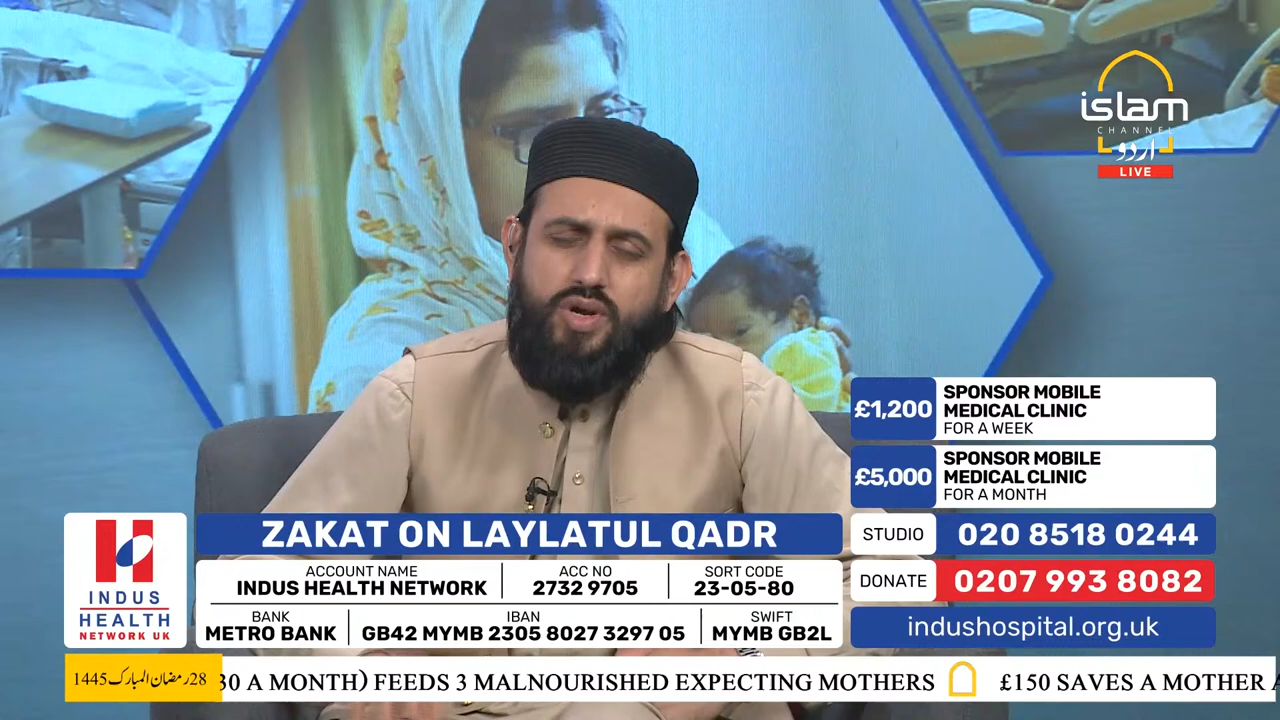 islam
CHANNEL
اردو
LIVE
£1,200
SPONSOR MOBILE
MEDICAL CLINIC
FOR A WEEK
£5,000
SPONSOR MOBILE
MEDICAL CLINIC
FOR A MONTH
ZAKAT ON LAYLATUL QADR
STUDIO 020 8518 0244
ACCOUNT NAME ACC NO SORT CODE
INDUS HEALTH NETWORK 2732 9705 23-05-80
DONATE 0207 993 8082
BANK IBAN SWIFT
METRO BANK GB42 MYMB 2305 8027 3297 05 MYMB GB2L
indushospital.org.uk
INDUS
HEALTH
NETWORK UK
28 رمضان المبارک 1445
30 A MONTH) FEEDS 3 MALNOURISHED EXPECTING MOTHERS £150 SAVES A MOTHER